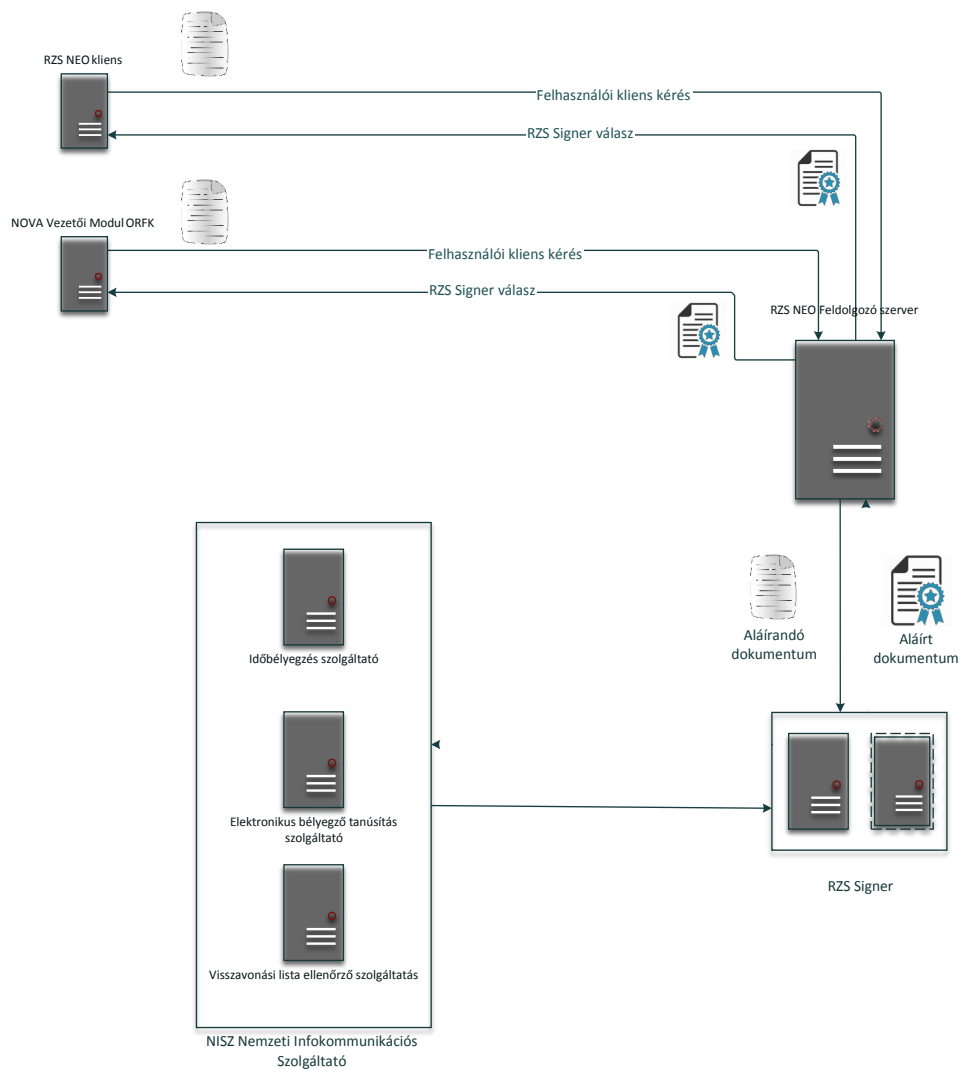 RZS NEO kliens
Felhasználói kliens kérés
RZS Signer válasz
NOVA Vezetői Modul ORFK
Felhasználói kliens kérés
RZS Signer válasz
RZS NEO Feldolgozó szerver
Aláírandó
dokumentum
Aláírt
dokumentum
Időbélyegzés szolgáltató
Elektronikus bélyegző tanúsítás
szolgáltató
Visszavonási lista ellenőrző szolgáltatás
RZS Signer
NISZ Nemzeti Infokommunikációs
Szolgáltató